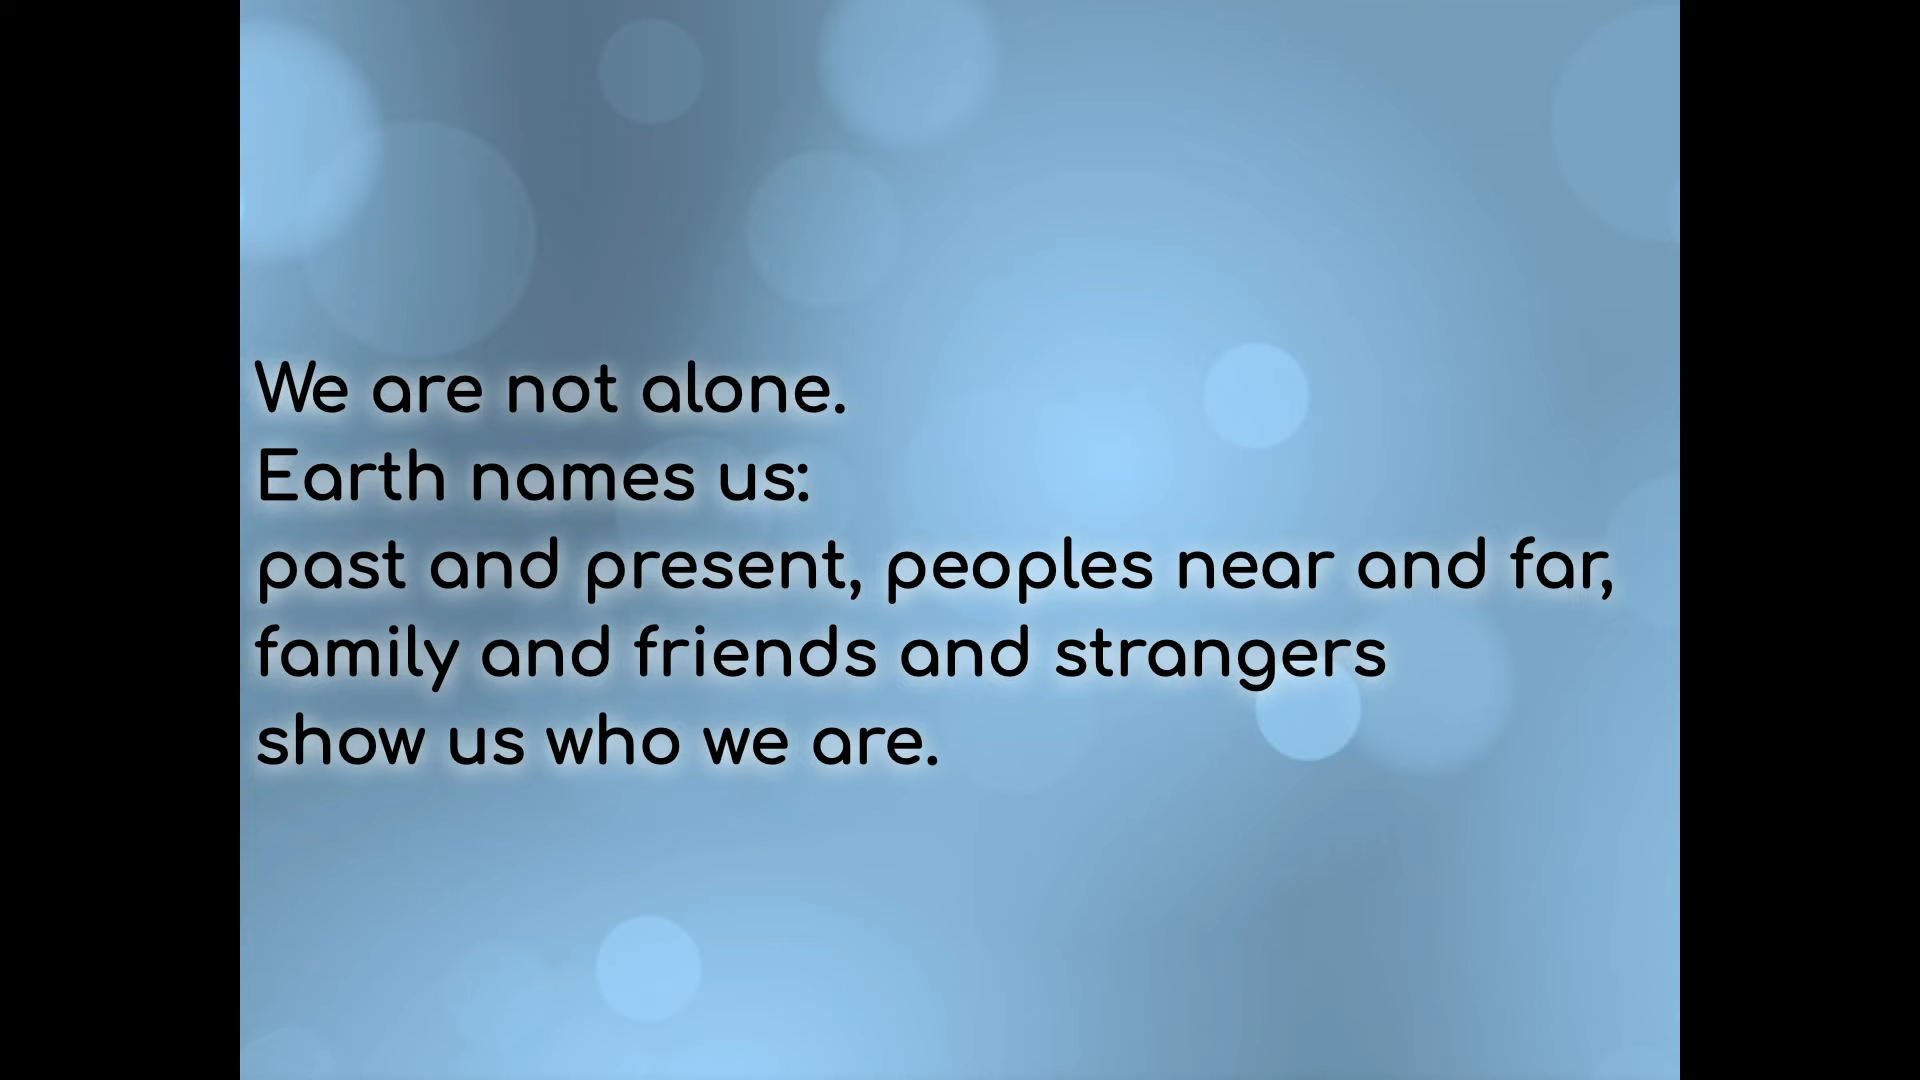 We are not alone.
Earth names us:
past and present, peoples near and far,
family and friends and strangers
show us who we are.